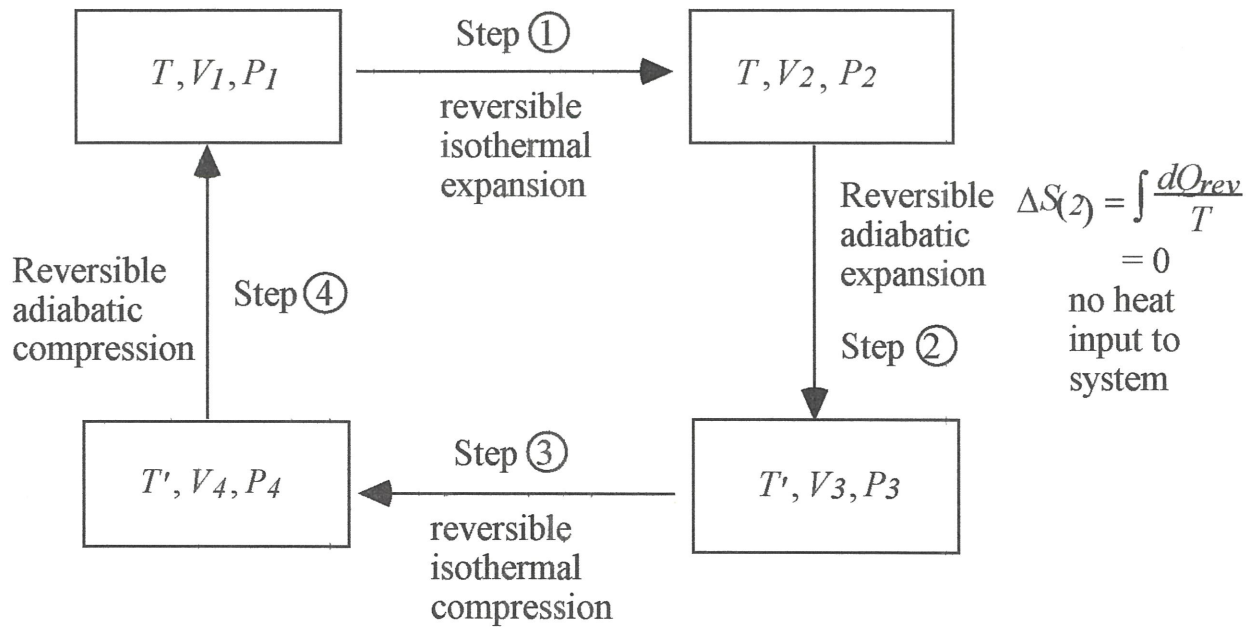 Step ①
T, V1, P1
T, V2, P2
reversible
isothermal
expansion
Reversible
adiabatic
expansion
Step ②
ΔS(2) = ∫ dQrev / T
= 0
no heat
input to
system
Reversible
adiabatic
compression
Step ④
Step ③
T', V4, P4
T', V3, P3
reversible
isothermal
compression